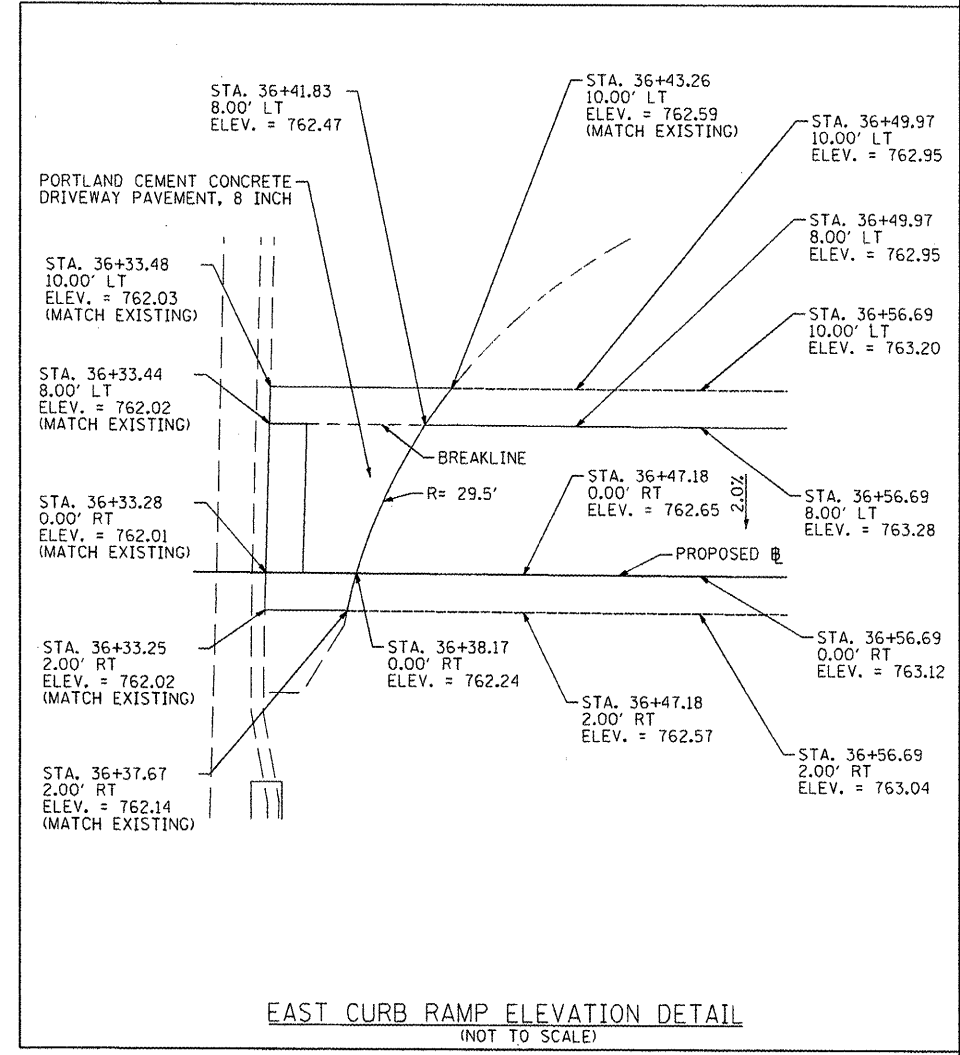 STA. 36+41.83
8.00' LT
ELEV. = 762.47
STA. 36+43.26
10.00' LT
ELEV. = 762.59
(MATCH EXISTING)
STA. 36+49.97
10.00' LT
ELEV. = 762.95
PORTLAND CEMENT CONCRETE
DRIVEWAY PAVEMENT, 8 INCH
STA. 36+49.97
8.00' LT
ELEV. = 762.95
STA. 36+33.48
10.00' LT
ELEV. = 762.03
(MATCH EXISTING)
STA. 36+56.69
10.00' LT
ELEV. = 763.20
STA. 36+33.44
8.00' LT
ELEV. = 762.02
(MATCH EXISTING)
BREAKLINE
R= 29.5'
STA. 36+47.18
0.00' RT
ELEV. = 762.65
2.0%
STA. 36+56.69
8.00' LT
ELEV. = 763.28
STA. 36+33.28
0.00' RT
ELEV. = 762.01
(MATCH EXISTING)
PROPOSED ⅊
STA. 36+33.25
2.00' RT
ELEV. = 762.02
(MATCH EXISTING)
STA. 36+38.17
0.00' RT
ELEV. = 762.24
STA. 36+56.69
0.00' RT
ELEV. = 763.12
STA. 36+47.18
2.00' RT
ELEV. = 762.57
STA. 36+37.67
2.00' RT
ELEV. = 762.14
(MATCH EXISTING)
STA. 36+56.69
2.00' RT
ELEV. = 763.04
EAST CURB RAMP ELEVATION DETAIL
(NOT TO SCALE)